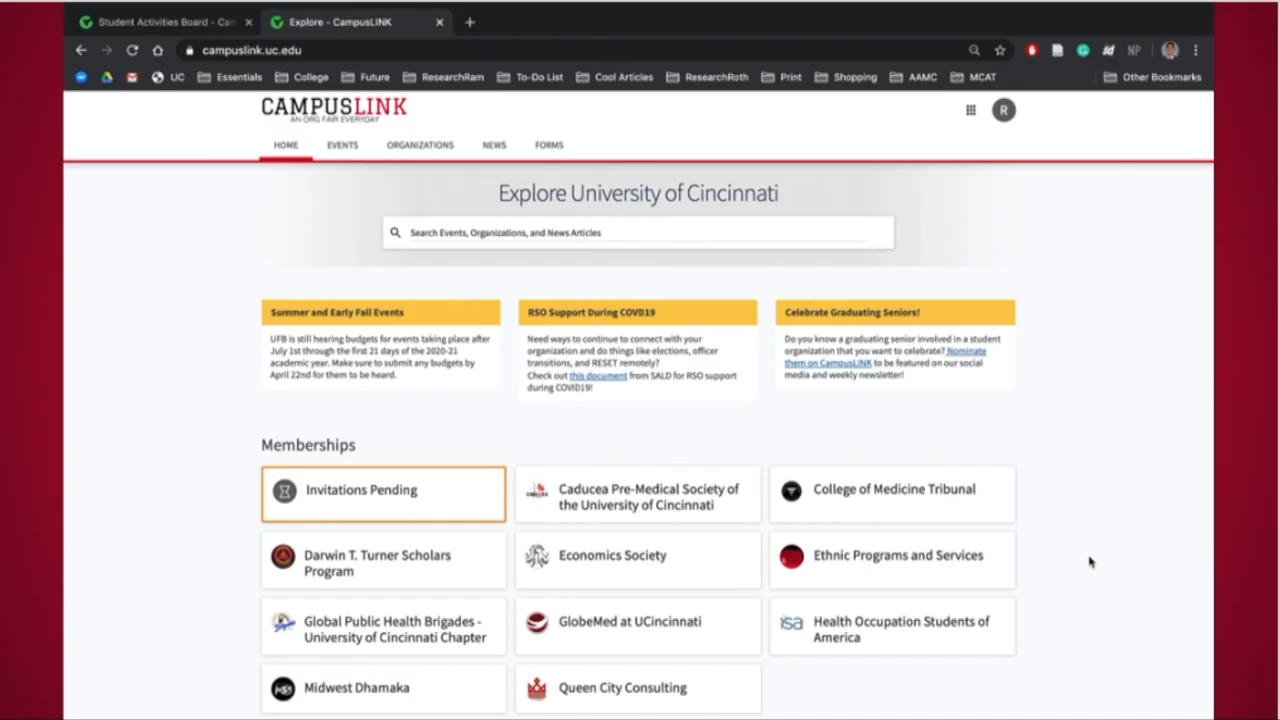 Student Activities Board - Cam
Explore - CampusLINK
campuslink.uc.edu
NP
UC
Essentials
College
Future
ResearchRam
To-Do List
Cool Articles
ResearchRoth
Print
Shopping
AAMC
MCAT
Other Bookmarks
CAMPUSLINK
AN ORG FAIR EVERYDAY
R
HOME
EVENTS
ORGANIZATIONS
NEWS
FORMS
Explore University of Cincinnati
Search Events, Organizations, and News Articles
Summer and Early Fall Events
UFB is still hearing budgets for events taking place after
July 1st through the first 21 days of the 2020-21
academic year. Make sure to submit any budgets by
April 22nd for them to be heard.
RSO Support During COVD19
Need ways to continue to connect with your
organization and do things like elections, officer
transitions, and RESET remotely?
Check out this document from SALD for RSO support
during COVID19!
Celebrate Graduating Seniors!
Do you know a graduating senior involved in a student
organization that you want to celebrate? Nominate
them on CampusLINK to be featured on our social
media and weekly newsletter!
Memberships
Invitations Pending
Caducea Pre-Medical Society of
the University of Cincinnati
College of Medicine Tribunal
Darwin T. Turner Scholars
Program
Economics Society
Ethnic Programs and Services
Global Public Health Brigades -
University of Cincinnati Chapter
GlobeMed at UCincinnati
Health Occupation Students of
America
Midwest Dhamaka
Queen City Consulting